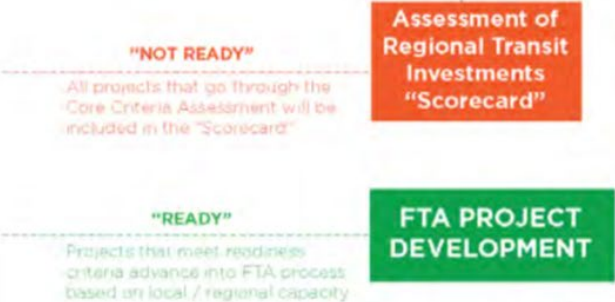 "NOT READY"
All projects that go through the
Core Criteria Assessment will be
included in the "Scorecard"
Assessment of
Regional Transit
Investments
"Scorecard"
"READY"
Projects that meet readiness
criteria advance into FTA process
based on local / regional capacity
FTA PROJECT
DEVELOPMENT